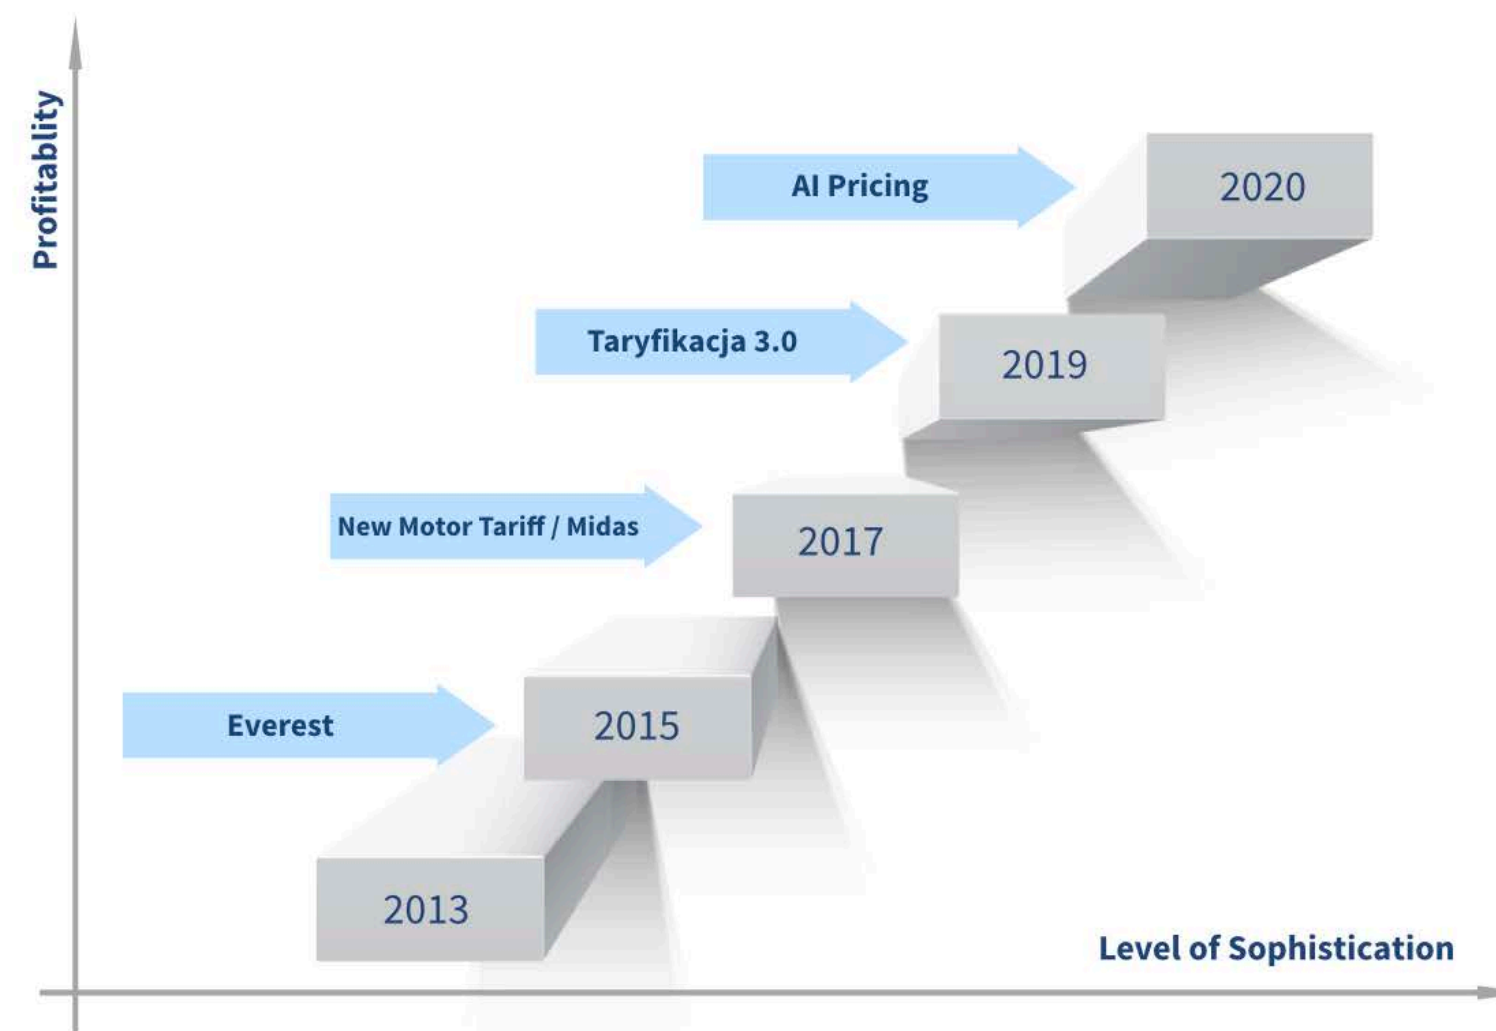 Profitablity
AI Pricing
2020
Taryfikacja 3.0
2019
New Motor Tariff / Midas
2017
Everest
2015
2013
Level of Sophistication